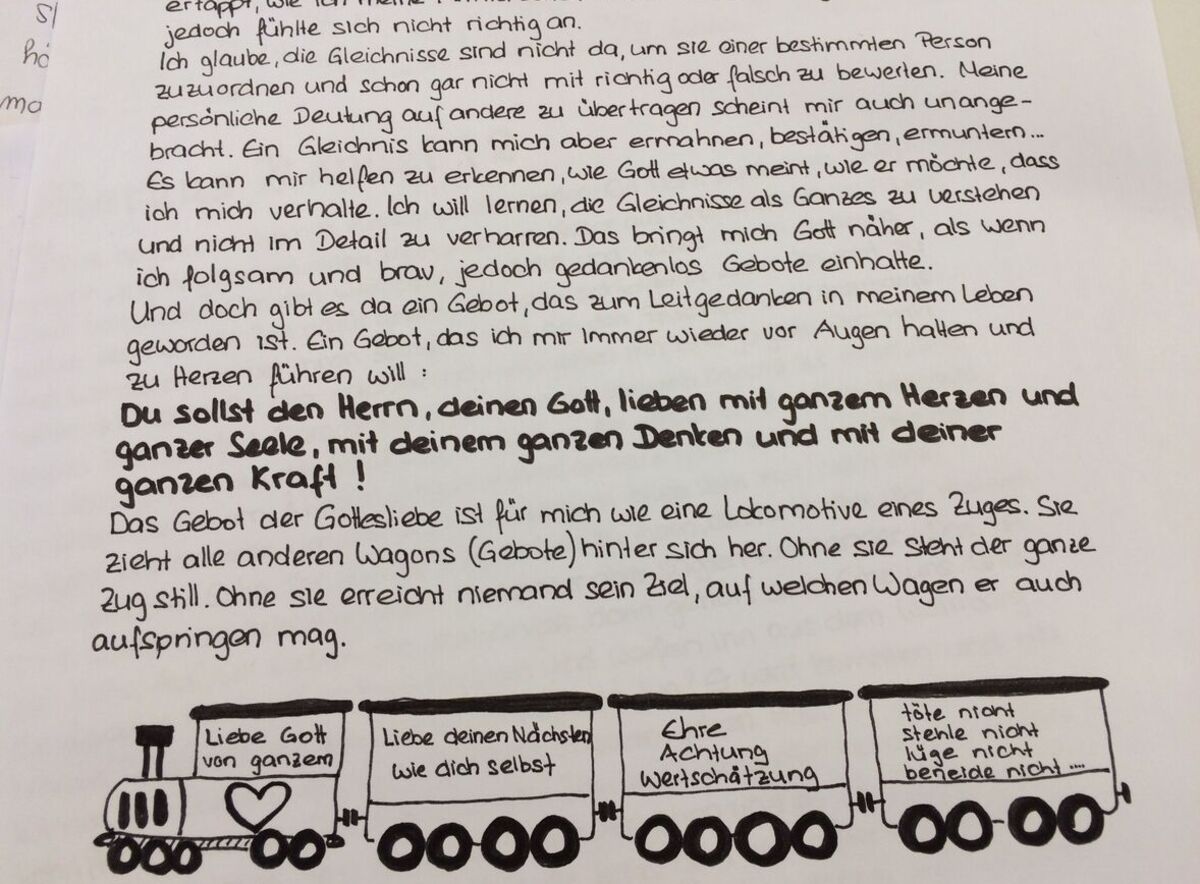 ertappt, wie ich meine
jedoch fühlte sich nicht richtig an.
Ich glaube, die Gleichnisse sind nicht da, um sie einer bestimmten Person
zuzuordnen und schon gar nicht mit richtig oder falsch zu bewerten. Meine
persönliche Deutung auf andere zu übertragen scheint mir auch unange-
bracht. Ein Gleichnis kann mich aber ermahnen, bestätigen, ermuntern...
Es kann mir helfen zu erkennen, wie Gott etwas meint, wie er möchte, dass
ich mich verhalte. Ich will lernen, die Gleichnisse als Ganzes zu verstehen
und nicht im Detail zu verharren. Das bringt mich Gott näher, als wenn
ich folgsam und brav, jedoch gedankenlos Gebote einhalte.
Und doch gibt es da ein Gebot, das zum Leitgedanken in meinem Leben
geworden ist. Ein Gebot, das ich mir immer wieder vor Augen halten und
zu Herzen führen will :
Du sollst den Herrn, deinen Gott, lieben mit ganzem Herzen und
ganzer Seele, mit deinem ganzen Denken und mit deiner
ganzen Kraft !
Das Gebot der Gottesliebe ist für mich wie eine Lokomotive eines Zuges. Sie
zieht alle anderen Wagons (Gebote) hinter sich her. Ohne sie steht der ganze
Zug still. Ohne sie erreicht niemand sein Ziel, auf welchen Wagen er auch
aufspringen mag.
Liebe Gott
von ganzem
Liebe deinen Nächsten
wie dich selbst
Ehre
Achtung
Wertschätzung
töte nicht
stehle nicht
lüge nicht
beneide nicht ....